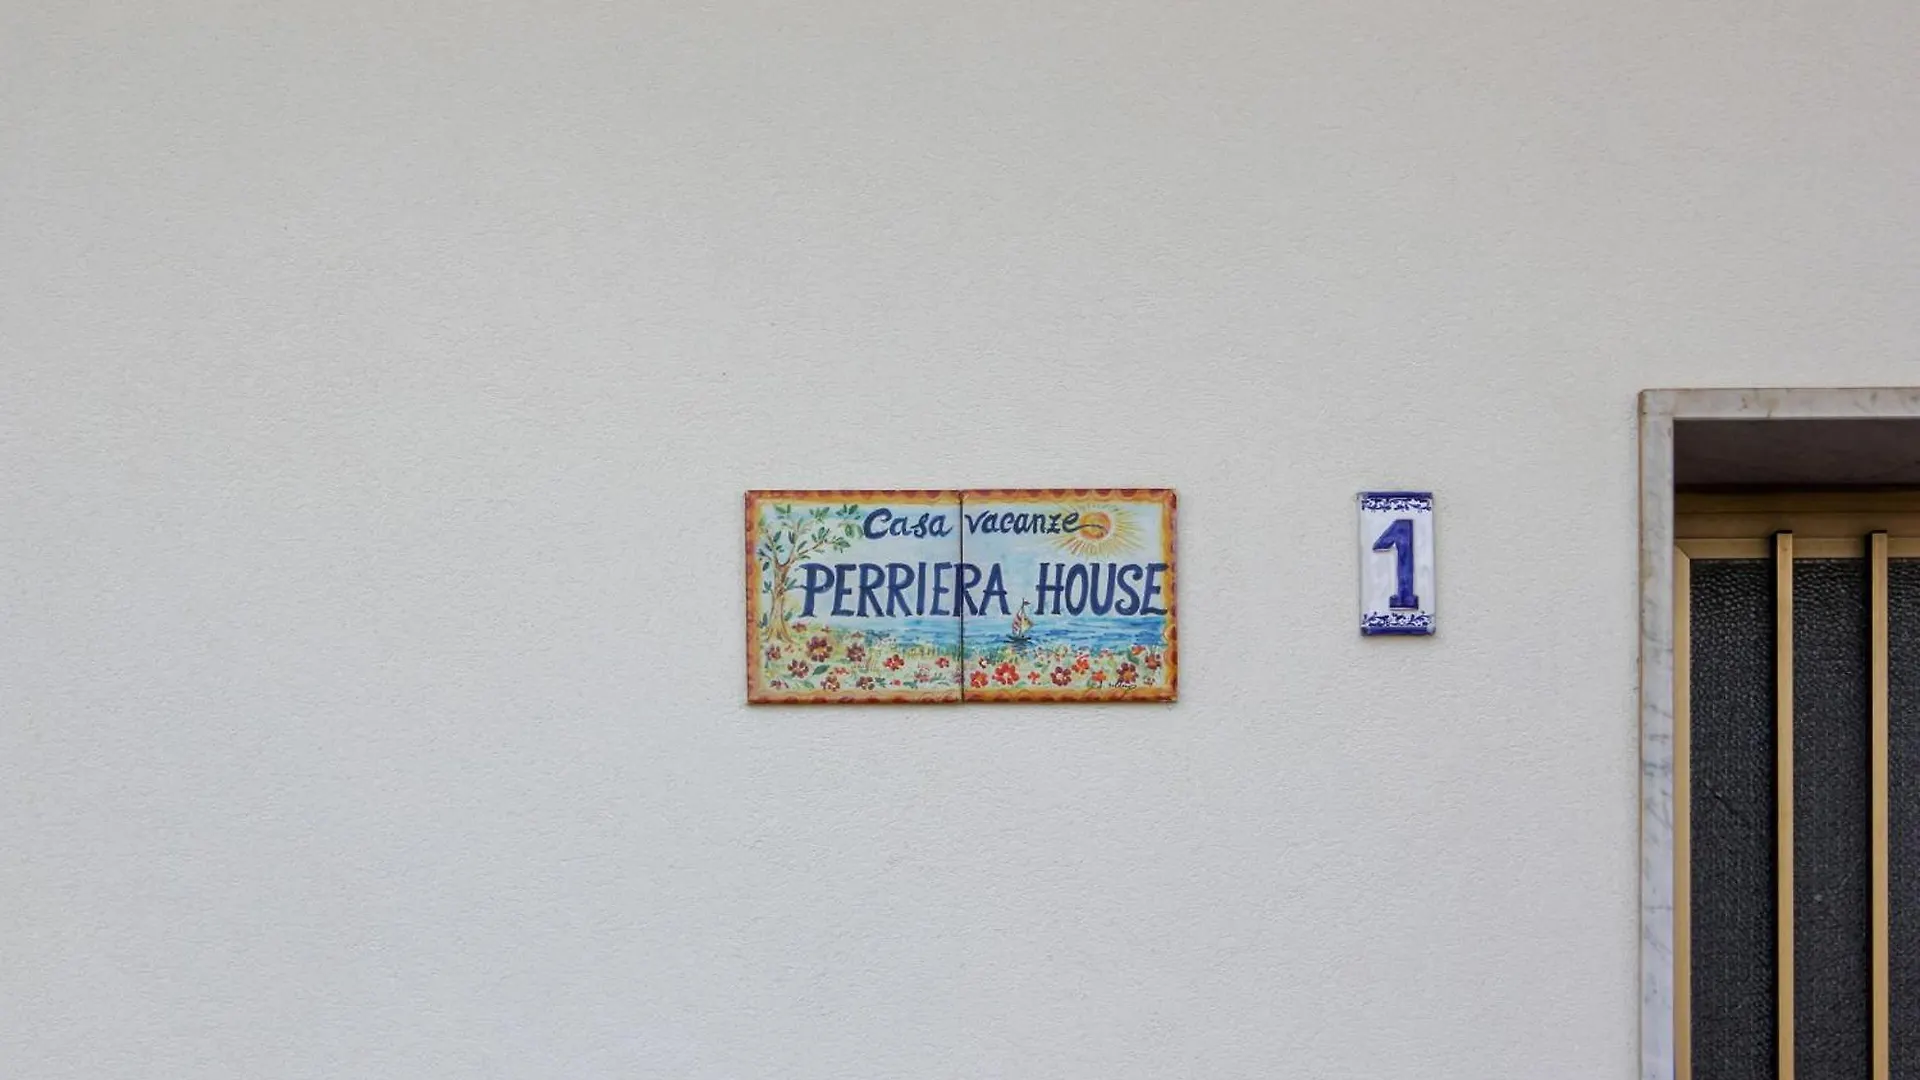 Casa vacanze
PERRIERA HOUSE
1